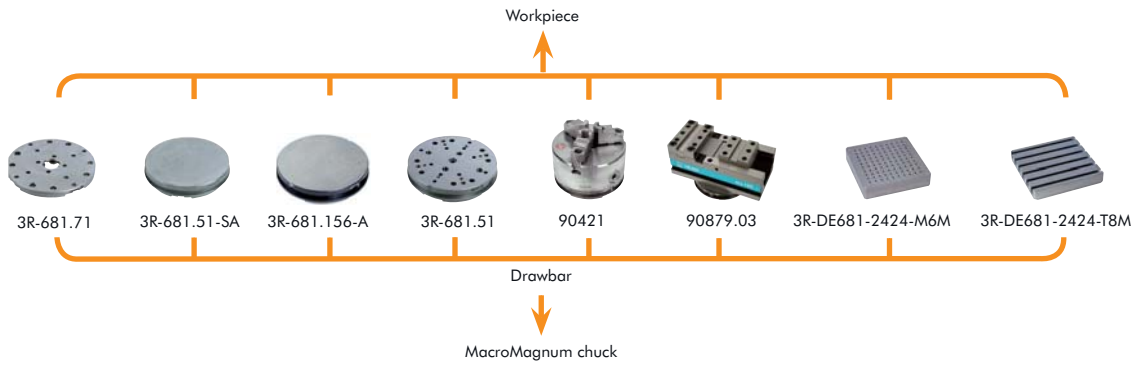 Workpiece
3R-681.71
3R-681.51-SA
3R-681.156-A
3R-681.51
90421
90879.03
3R-DE681-2424-M6M
3R-DE681-2424-T8M
Drawbar
MacroMagnum chuck